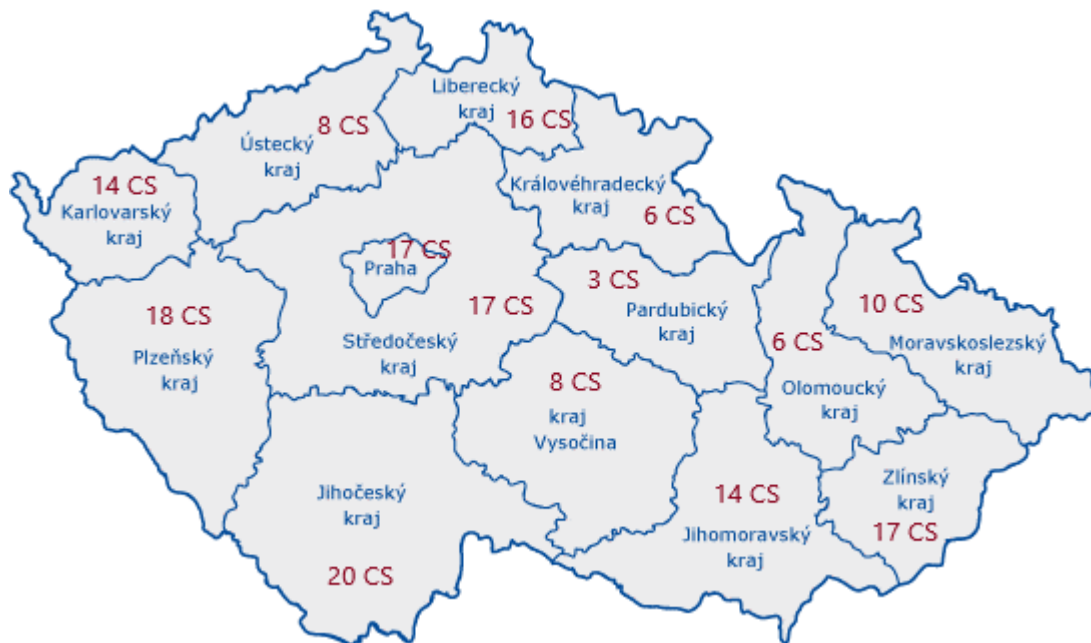 Liberecký
kraj
16 CS
8 CS
Ústecký
kraj
14 CS
Karlovarský
kraj
Královéhradecký
kraj
6 CS
17 CS
Praha
3 CS
Pardubický
kraj
17 CS
Středočeský
kraj
18 CS
Plzeňský
kraj
10 CS
Moravskoslezský
kraj
6 CS
Olomoucký
kraj
8 CS
kraj
Vysočina
Zlínský
kraj
17 CS
14 CS
Jihomoravský
kraj
Jihočeský
kraj
20 CS